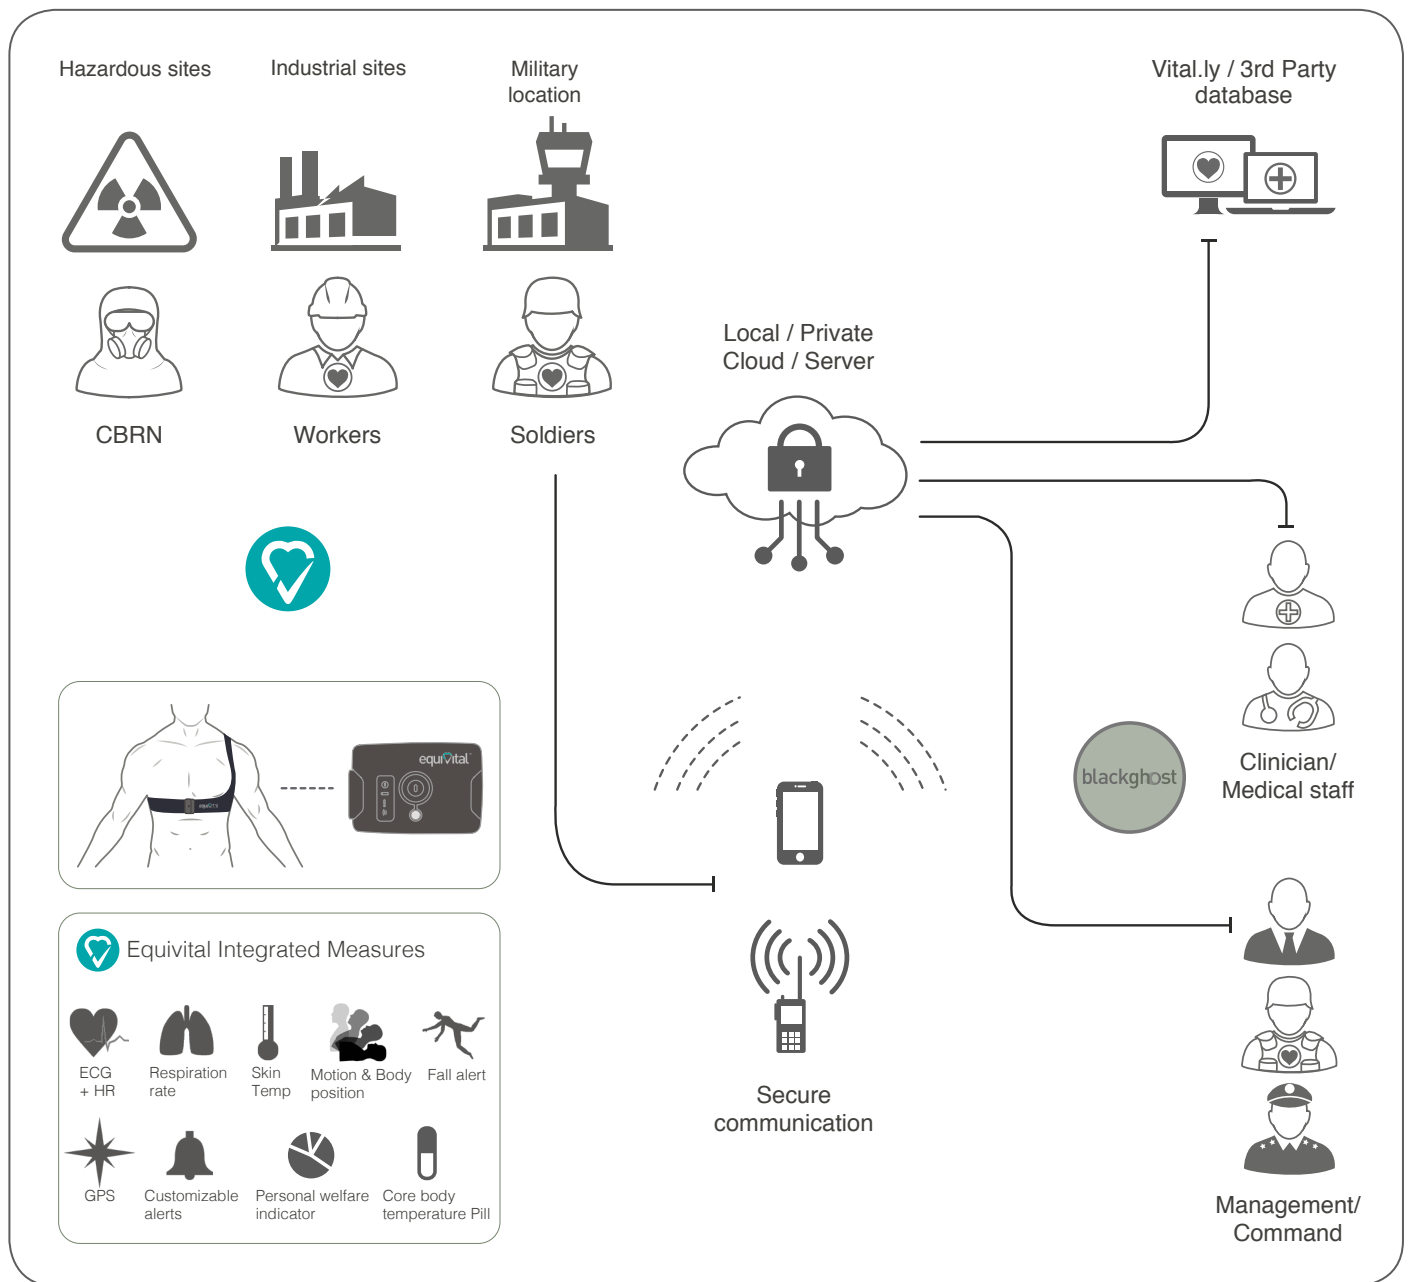 Hazardous sites
Industrial sites
Military
location
Vital.ly / 3rd Party
database
CBRN
Workers
Soldiers
Local / Private
Cloud / Server
equivital
equivital
blackghost
Clinician/
Medical staff
Equivital Integrated Measures
ECG
+ HR
Respiration
rate
Skin
Temp
Motion & Body
position
Fall alert
GPS
Customizable
alerts
Personal welfare
indicator
Core body
temperature Pill
Secure
communication
Management/
Command